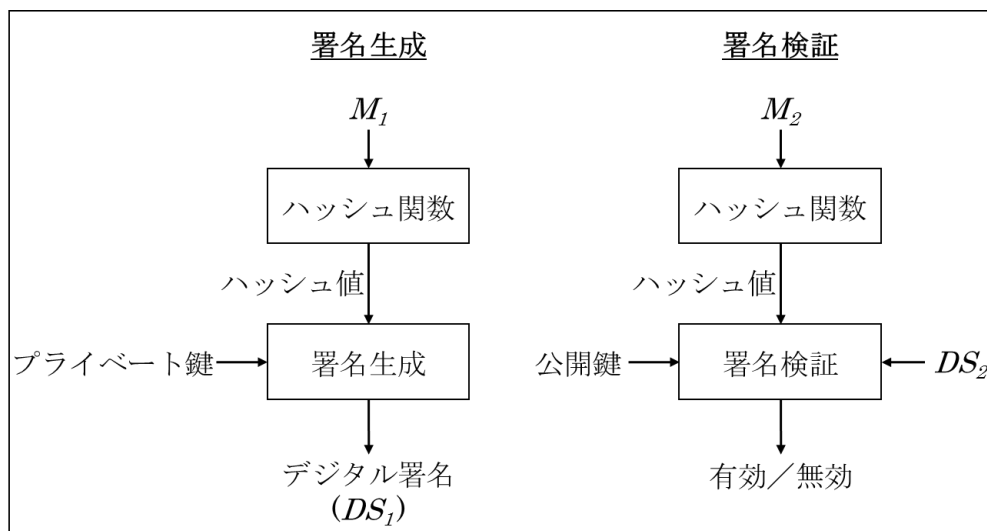 署名生成
M1
ハッシュ関数
ハッシュ値
プライベート鍵
署名生成
デジタル署名
(DS1)
署名検証
M2
ハッシュ関数
ハッシュ値
公開鍵
署名検証
DS2
有効／無効